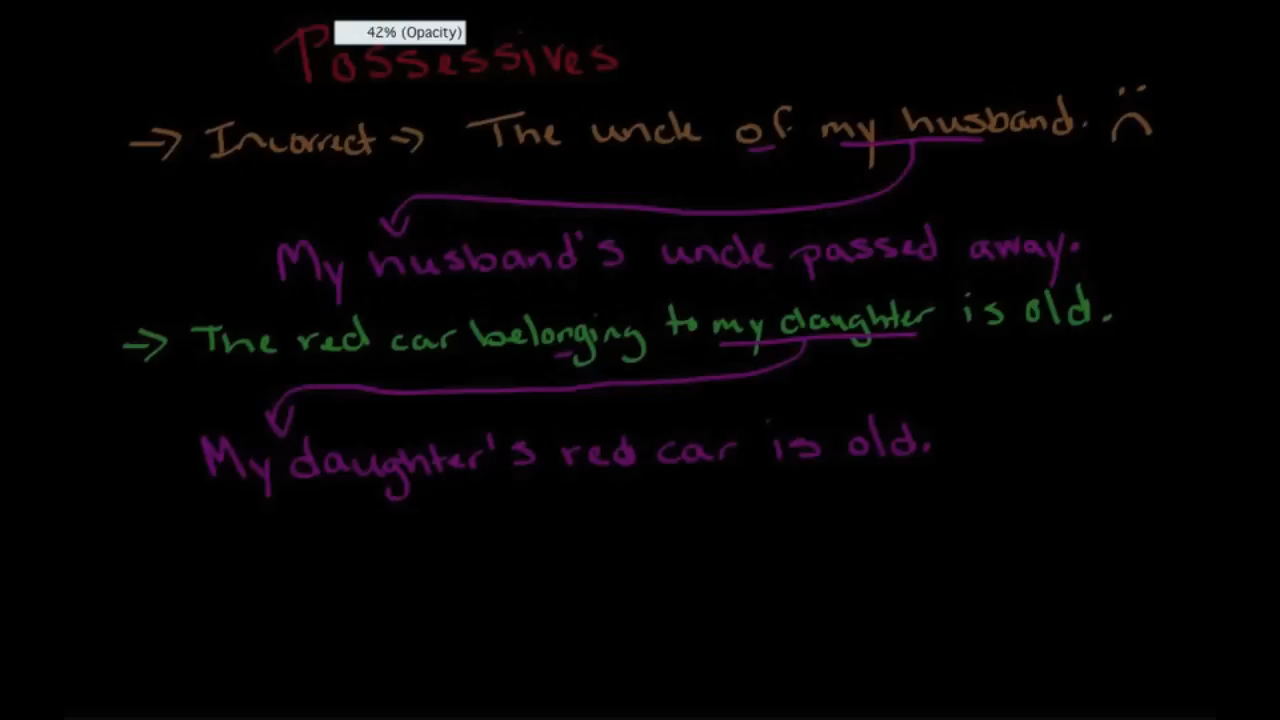 42% (Opacity)
Possessives
→ Incorrect → The uncle of my husband. :(
My husband's uncle passed away.
→ The red car belonging to my daughter is old.
My daughter's red car is old.